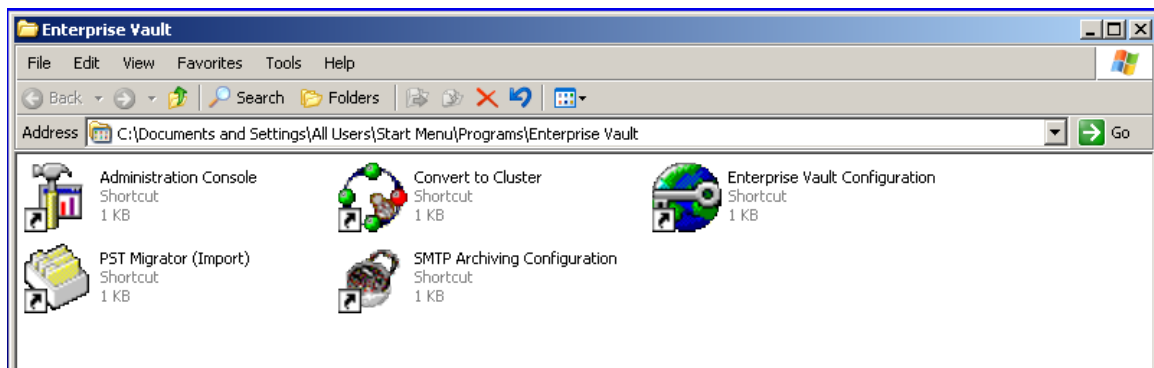 Enterprise Vault
File Edit View Favorites Tools Help
Back Search Folders
Address C:\Documents and Settings\All Users\Start Menu\Programs\Enterprise Vault Go
Administration Console
Shortcut
1 KB
Convert to Cluster
Shortcut
1 KB
Enterprise Vault Configuration
Shortcut
1 KB
PST Migrator (Import)
Shortcut
1 KB
SMTP Archiving Configuration
Shortcut
1 KB